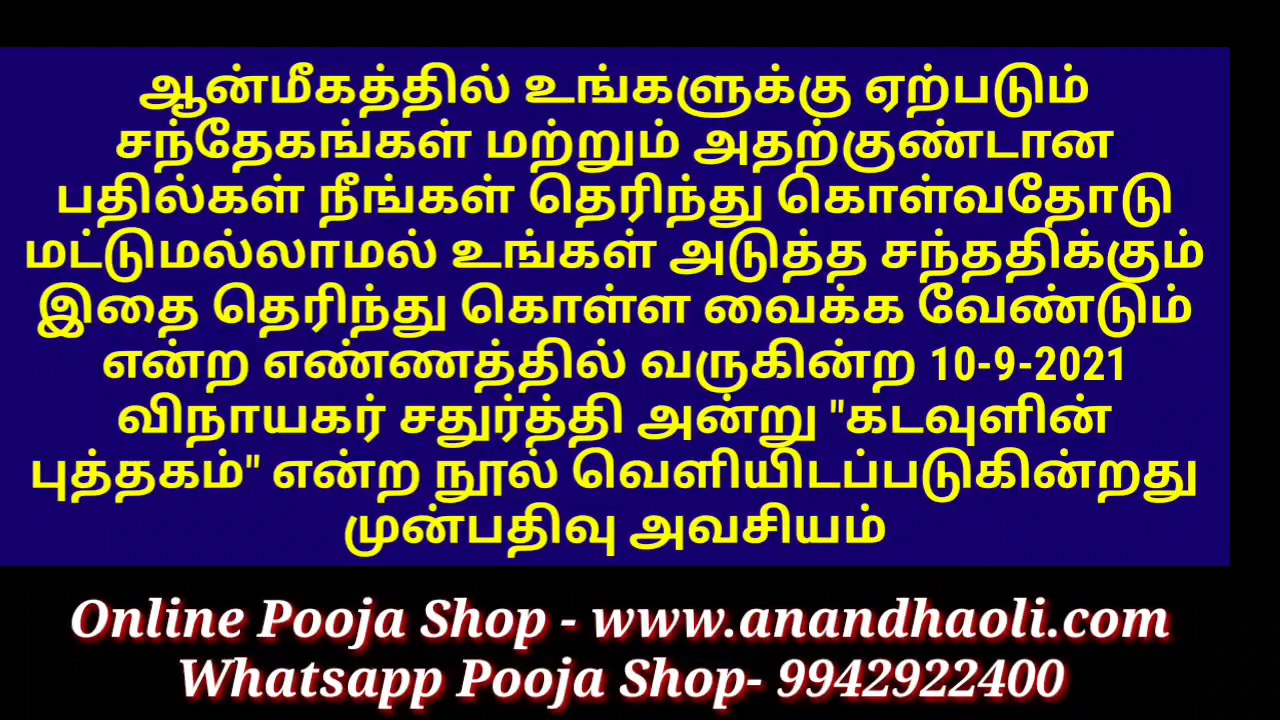 ஆன்மீகத்தில் உங்களுக்கு ஏற்படும்
சந்தேகங்கள் மற்றும் அதற்குண்டான
பதில்கள் நீங்கள் தெரிந்து கொள்வதோடு
மட்டுமல்லாமல் உங்கள் அடுத்த சந்ததிக்கும்
இதை தெரிந்து கொள்ள வைக்க வேண்டும்
என்ற எண்ணத்தில் வருகின்ற 10-9-2021
விநாயகர் சதுர்த்தி அன்று "கடவுளின்
புத்தகம்" என்ற நூல் வெளியிடப்படுகின்றது
முன்பதிவு அவசியம்
Online Pooja Shop - www.anandhaoli.com
Whatsapp Pooja Shop- 9942922400